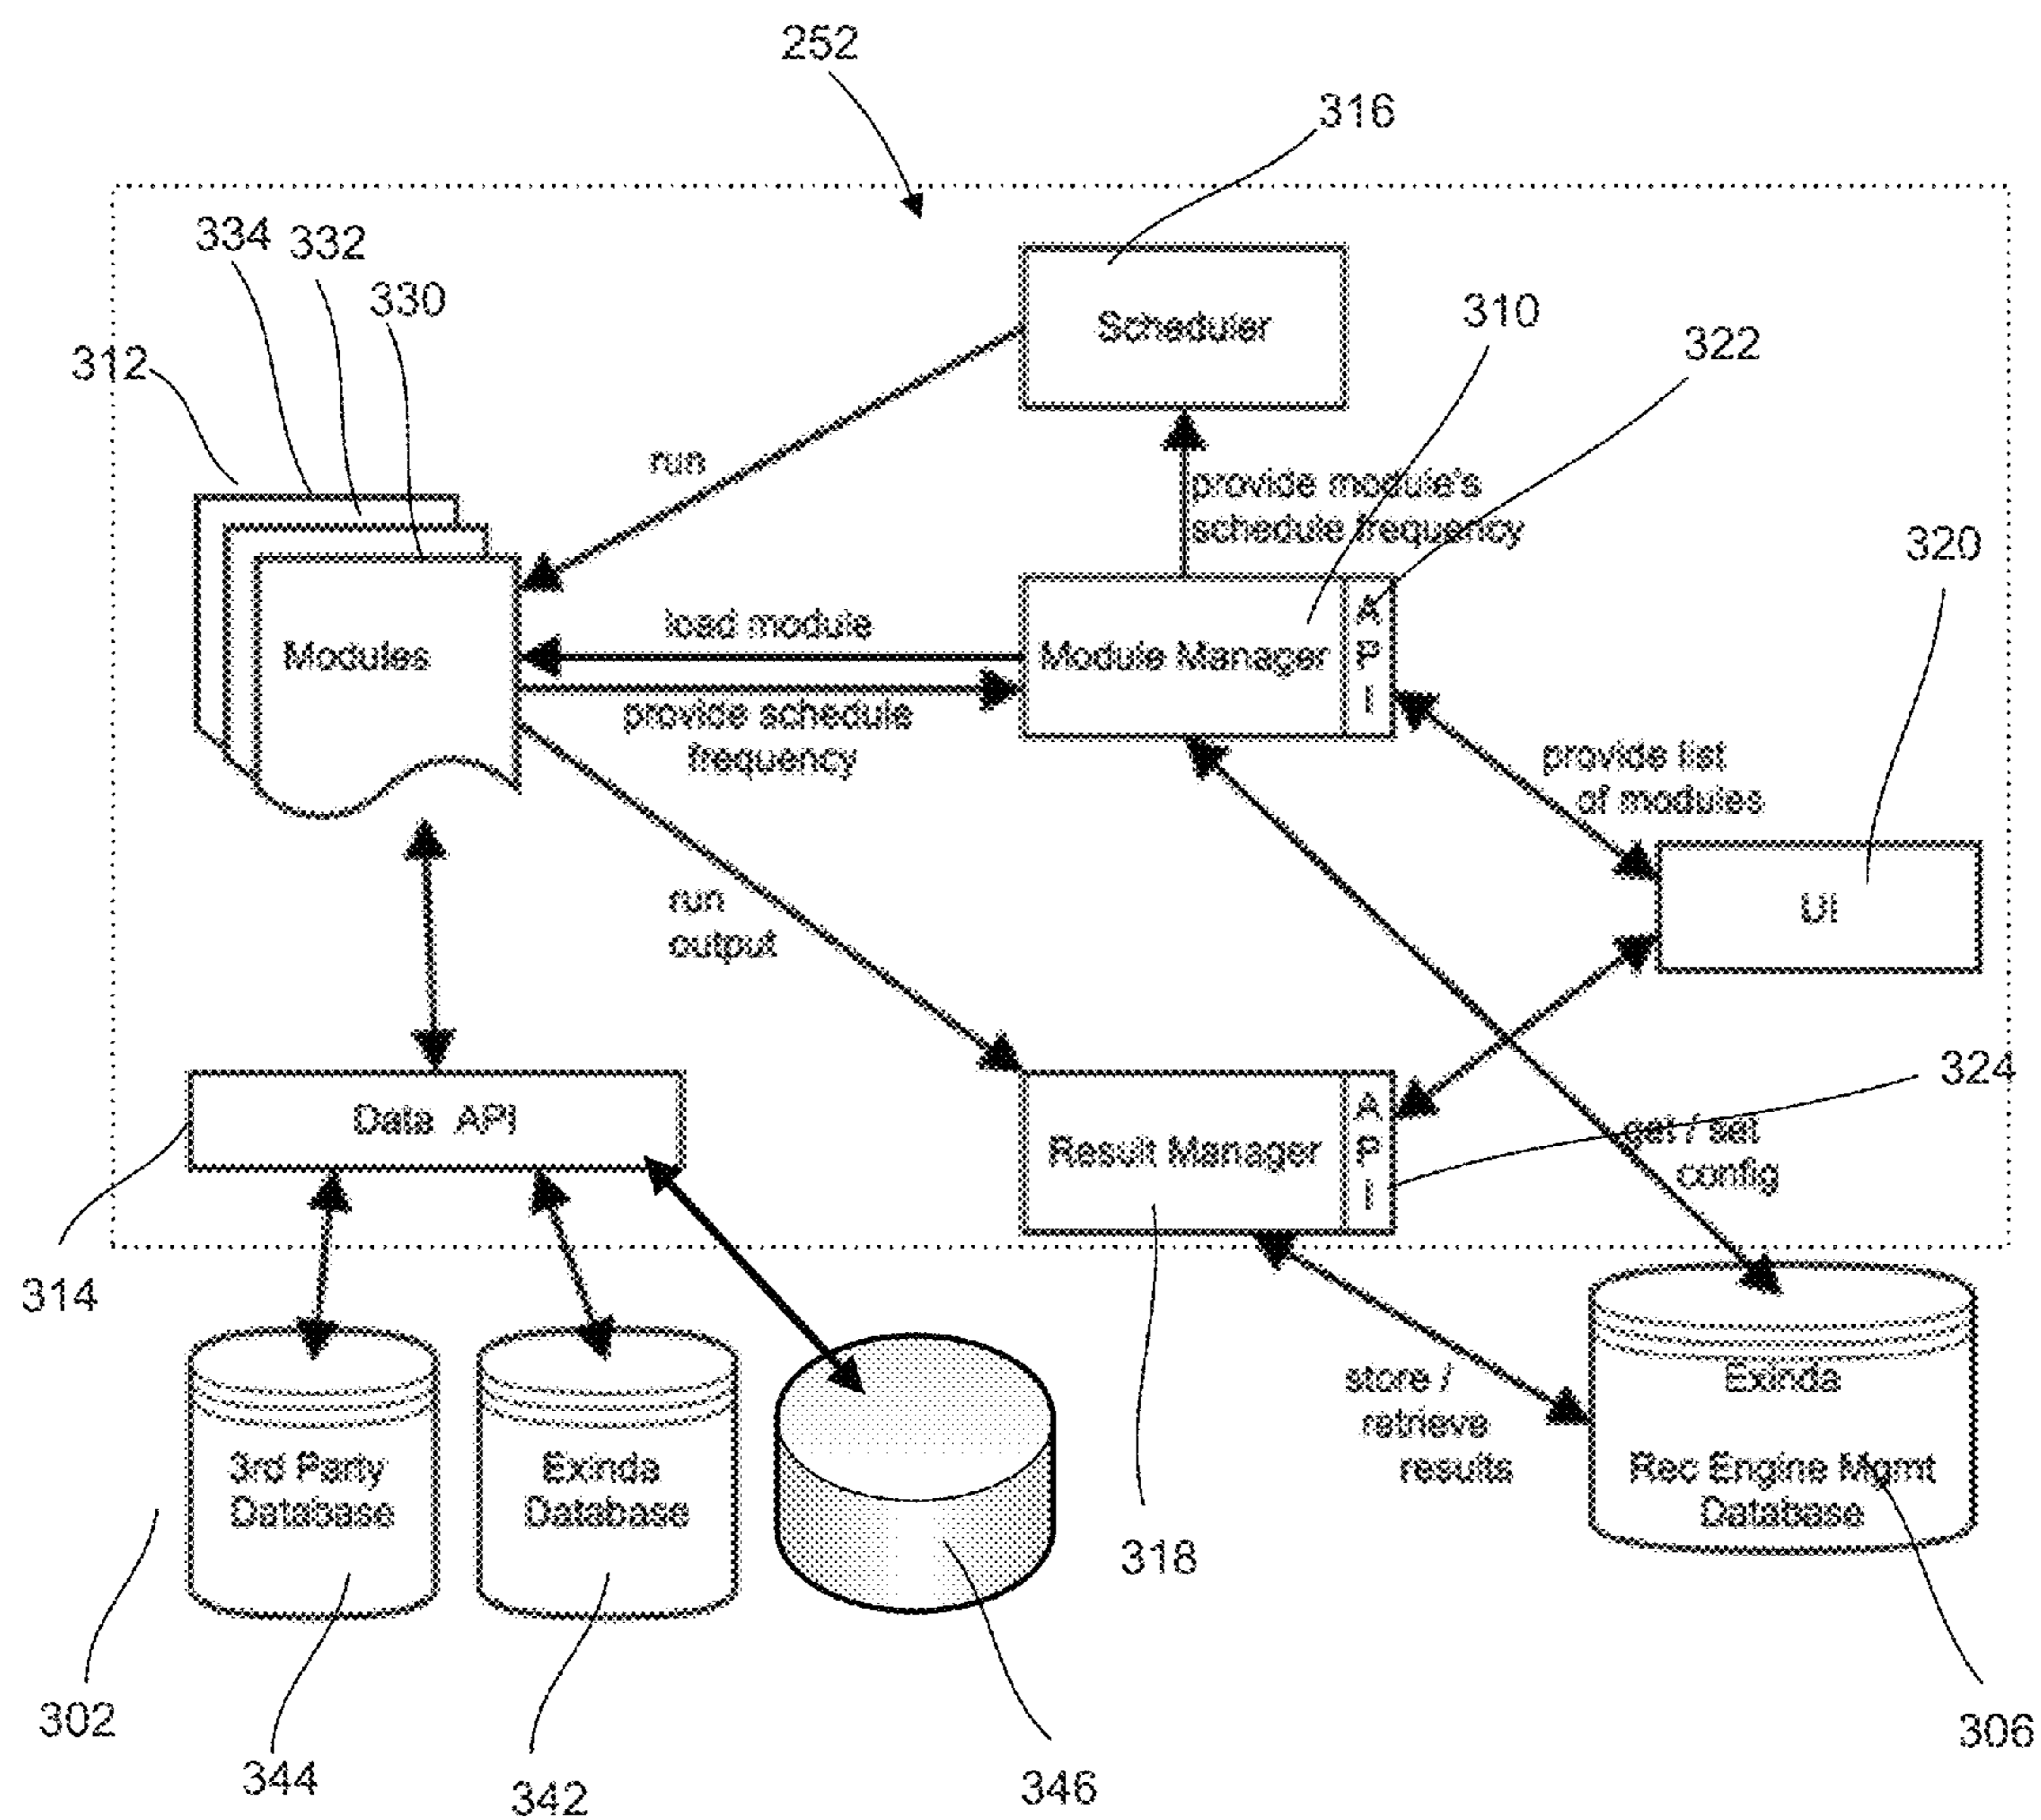 252
316
334 332
330
310
322
312
Scheduler
run
provide module's
schedule frequency
320
load module
A
P
I
Modules
Module Manager
provide schedule
frequency
provide list
of modules
UI
run
output
324
Data API
Result Manager
A
P
I
get / set
config
314
Exinda
Rec Engine Mgmt
Database
store /
retrieve
results
3rd Party
Database
Exinda
Database
318
302
344
342
346
306